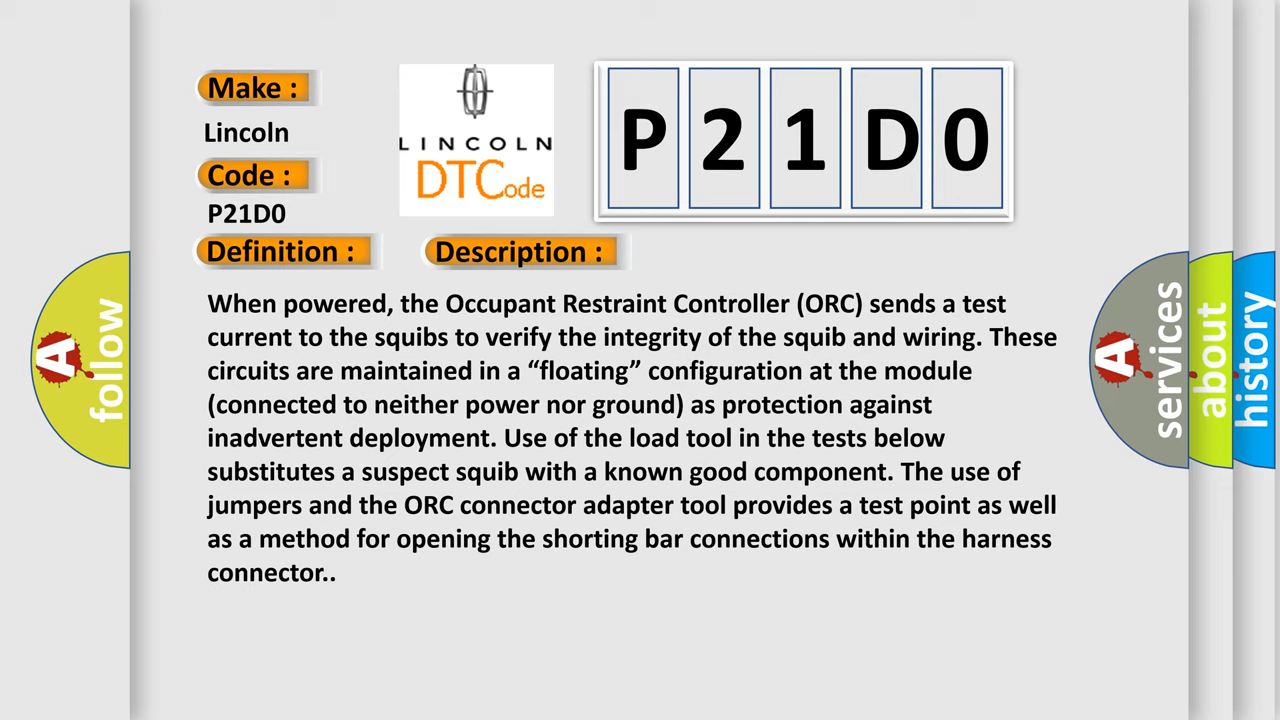 Make :
Lincoln
Code :
P21D0
Definition :
Description :
LINCOLN
DTCode
P21D0
When powered, the Occupant Restraint Controller (ORC) sends a test
current to the squibs to verify the integrity of the squib and wiring. These
circuits are maintained in a “floating” configuration at the module
(connected to neither power nor ground) as protection against
inadvertent deployment. Use of the load tool in the tests below
substitutes a suspect squib with a known good component. The use of
jumpers and the ORC connector adapter tool provides a test point as well
as a method for opening the shorting bar connections within the harness
connector..
A
follow
A
services
about
history